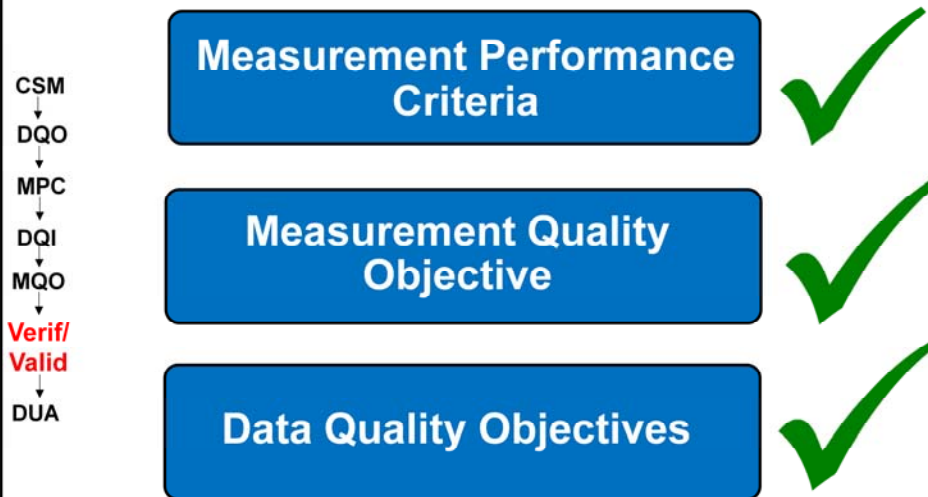 CSM
DQO
MPC
DQI
MQO
Verif/
Valid
DUA
Measurement Performance
Criteria
Measurement Quality
Objective
Data Quality Objectives